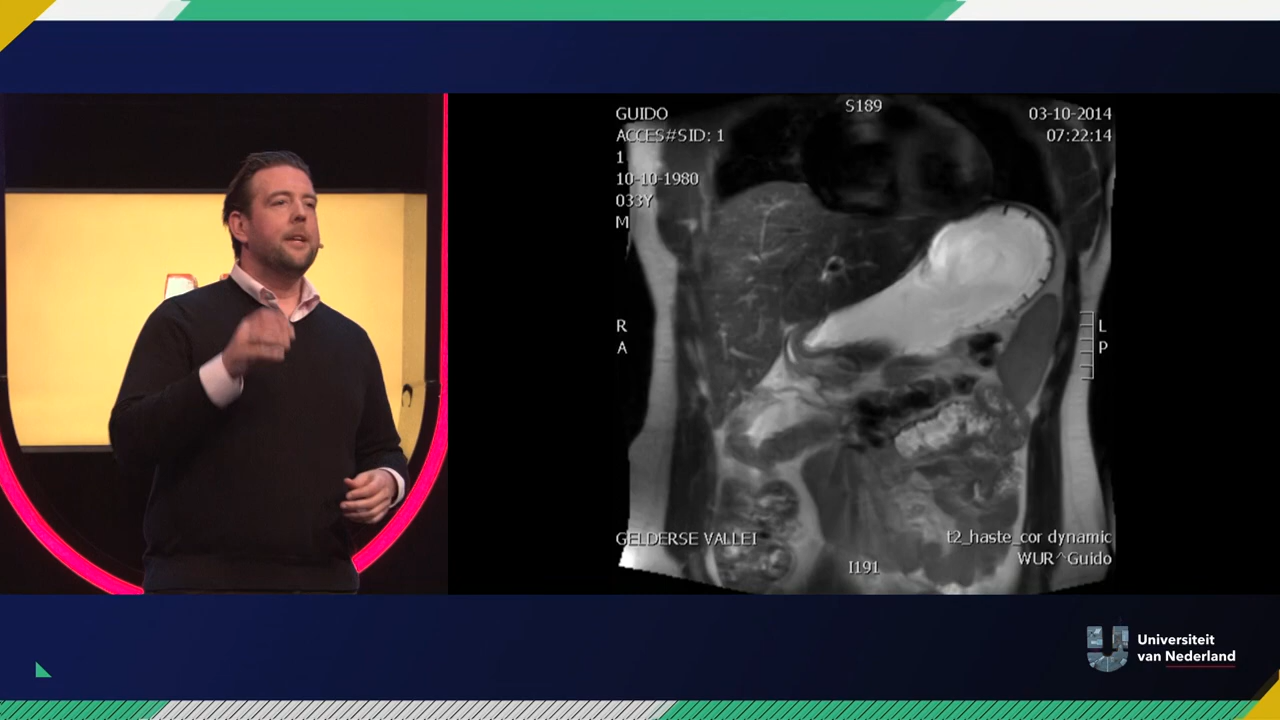 GUIDO
ACCES#SID: 1
1
10-10-1980
033Y
M
S189
03-10-2014
07:22:14
R
A
L
P
GELDERSE VALLEI
I191
t2_haste_cor dynamic
WUR^Guido
Universiteit
van Nederland